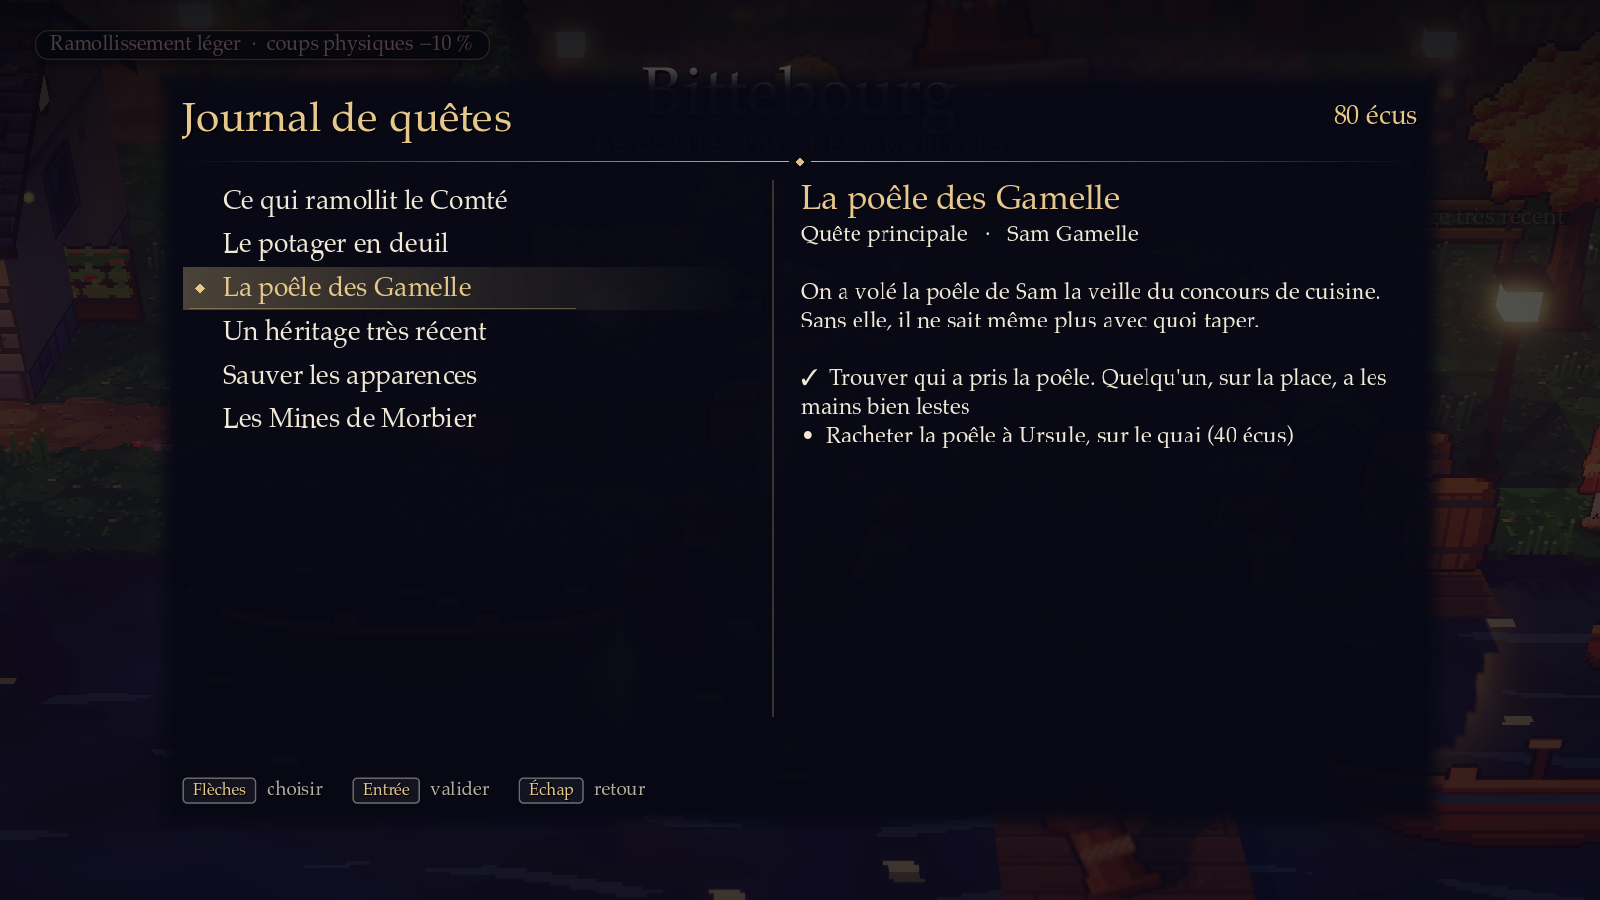 Ramollissement léger · coups physiques −10 %
Bittebourg
Journal de quêtes
80 écus
Ce qui ramollit le Comté
Le potager en deuil
La poêle des Gamelle
Un héritage très récent
Sauver les apparences
Les Mines de Morbier
La poêle des Gamelle
Quête principale · Sam Gamelle
On a volé la poêle de Sam la veille du concours de cuisine.
Sans elle, il ne sait même plus avec quoi taper.
✓ Trouver qui a pris la poêle. Quelqu'un, sur la place, a les
mains bien lestes
• Racheter la poêle à Ursule, sur le quai (40 écus)
très récent
Flèches choisir Entrée valider Échap retour